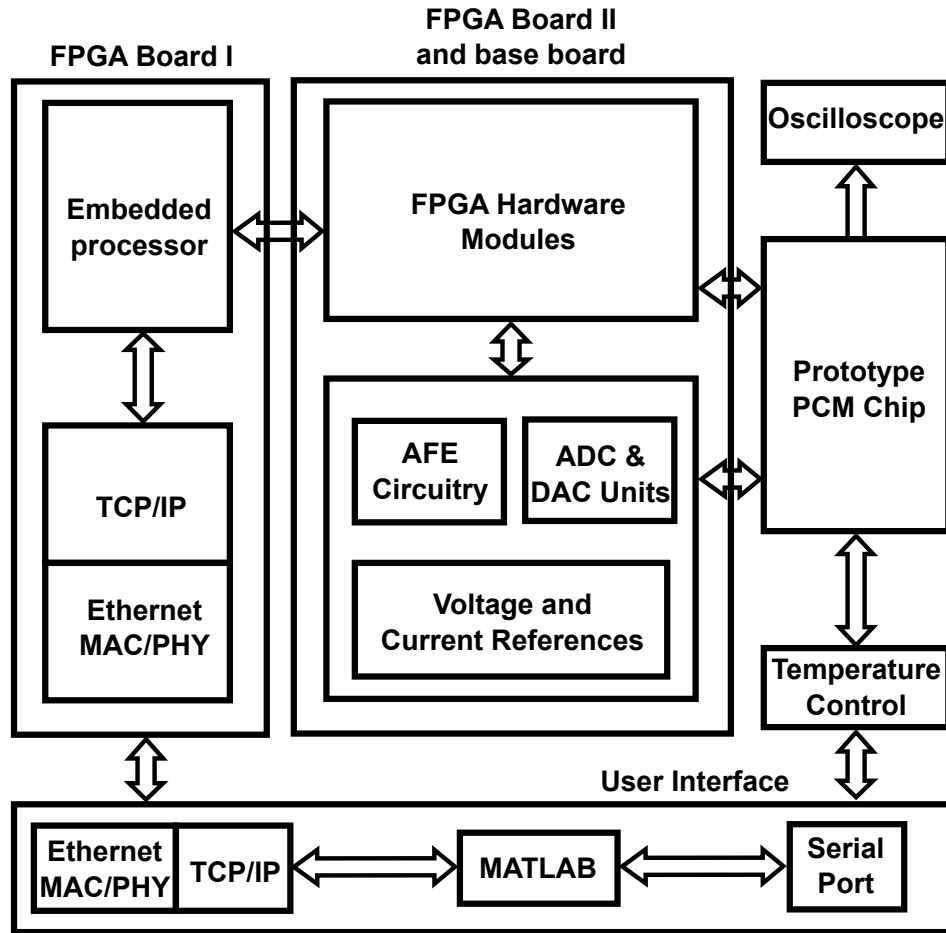 FPGA Board I
FPGA Board II
and base board
Embedded
processor
FPGA Hardware
Modules
Oscilloscope
Prototype
PCM Chip
TCP/IP
Ethernet
MAC/PHY
AFE
Circuitry
ADC &
DAC Units
Voltage and
Current References
Temperature
Control
User Interface
Ethernet
MAC/PHY
TCP/IP
MATLAB
Serial
Port